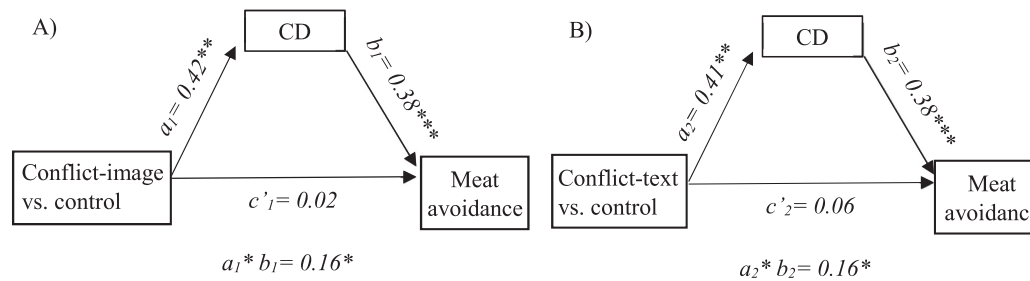 A)
CD
a1= 0.42**
b1= 0.38***
Conflict-image
vs. control
Meat
avoidance
c’1= 0.02
a1* b1= 0.16*
B)
CD
a2= 0.41**
b2= 0.38***
Conflict-text
vs. control
Meat
avoidance
c’2= 0.06
a2* b2= 0.16*